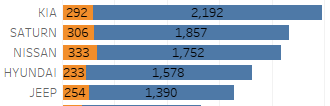 KIA 292 2,192
SATURN 306 1,857
NISSAN 333 1,752
HYUNDAI 233 1,578
JEEP 254 1,390